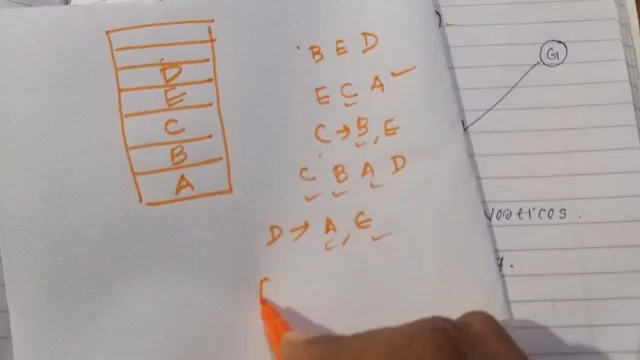 D
E
C
B
A
B E D
E C A ✓
C → B, E
C B A D
D → A, E
G
vertices.